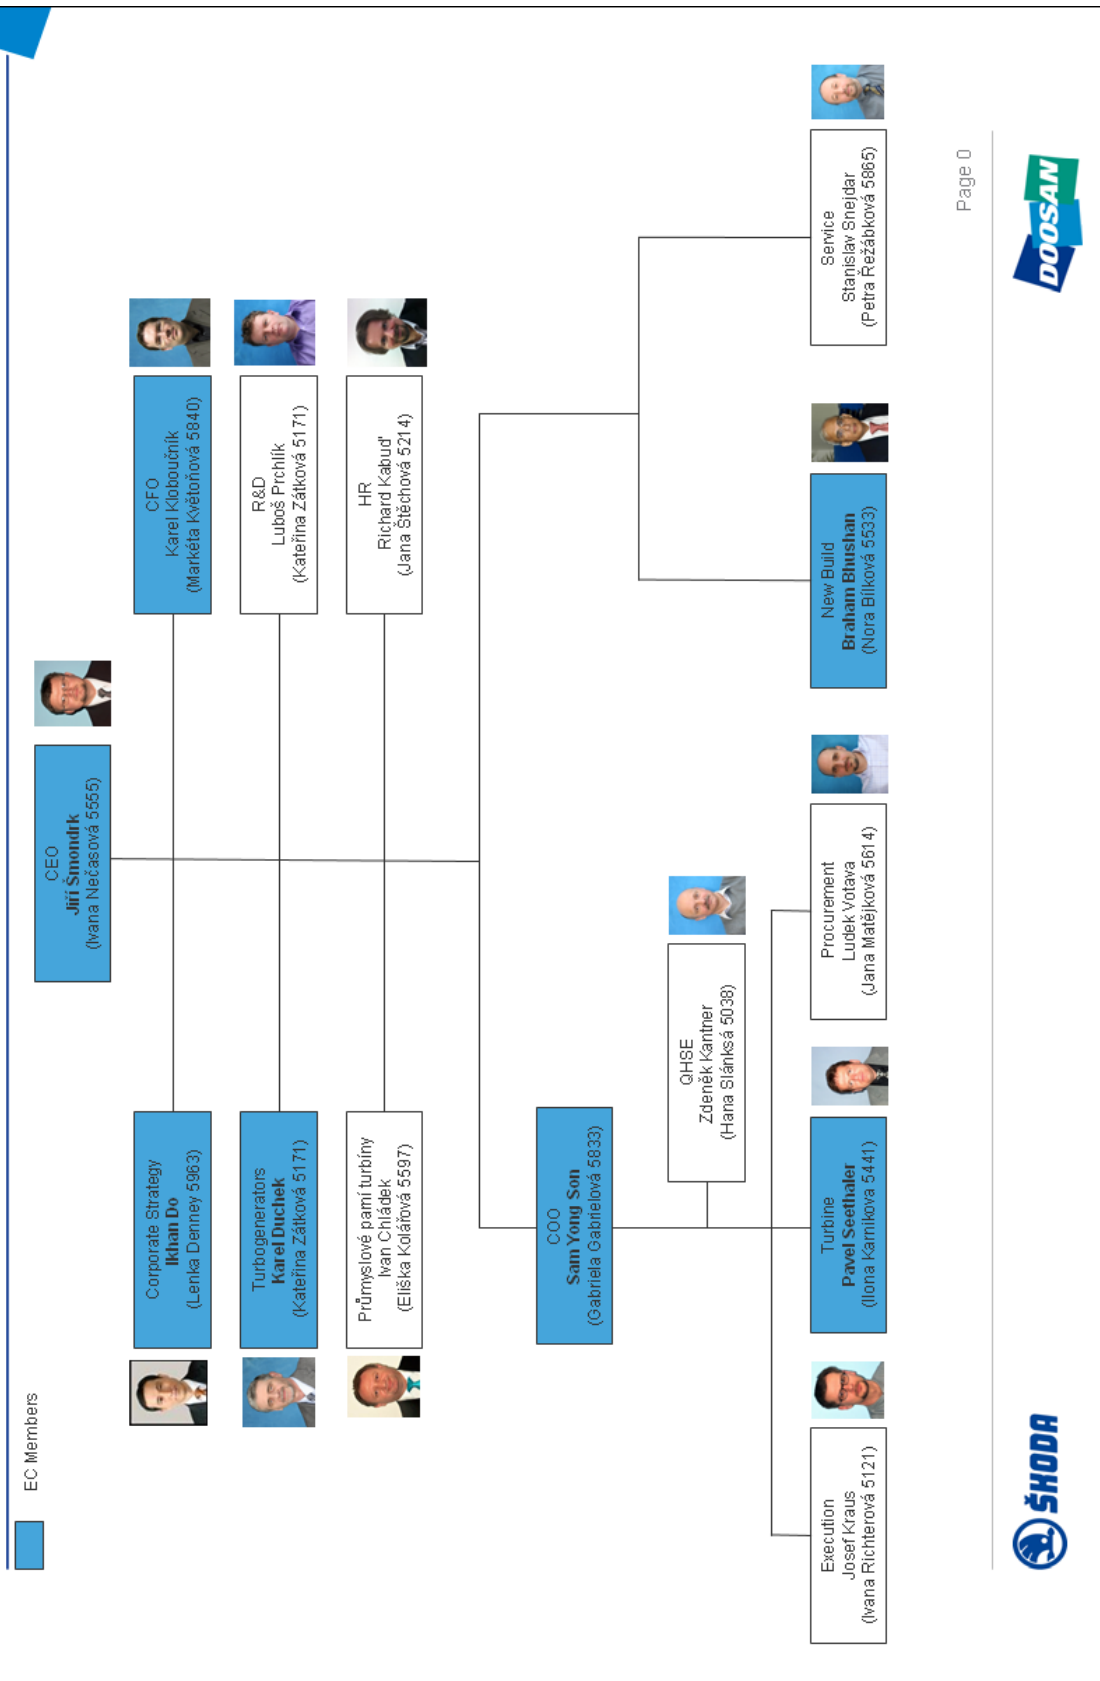 EC Members
CEO
Jiří Šmondrk
(Ivana Nečasová 5555)
Corporate Strategy
Ikhan Do
(Lenka Denney 5963)
CFO
Karel Kloboučník
(Markéta Květoňová 5840)
Turbogenerators
Karel Duchek
(Kateřina Zátková 5171)
R&D
Luboš Prchlík
(Kateřina Zátková 5171)
Průmyslové parní turbíny
Ivan Chládek
(Eliška Kolářová 5597)
HR
Richard Kabuď
(Jana Štěchová 5214)
COO
Sam Yong Son
(Gabriela Gabrielová 5833)
QHSE
Zdeněk Kantner
(Hana Slánksá 5038)
Execution
Josef Kraus
(Ivana Richterová 5121)
Turbine
Pavel Seethaler
(Ilona Karnikova 5441)
Procurement
Ludek Votava
(Jana Matějková 5614)
New Build
Braham Bhushan
(Nora Bílková 5533)
Service
Stanislav Snejdar
(Petra Řežábková 5865)
Page 0
ŠKODA
DOOSAN